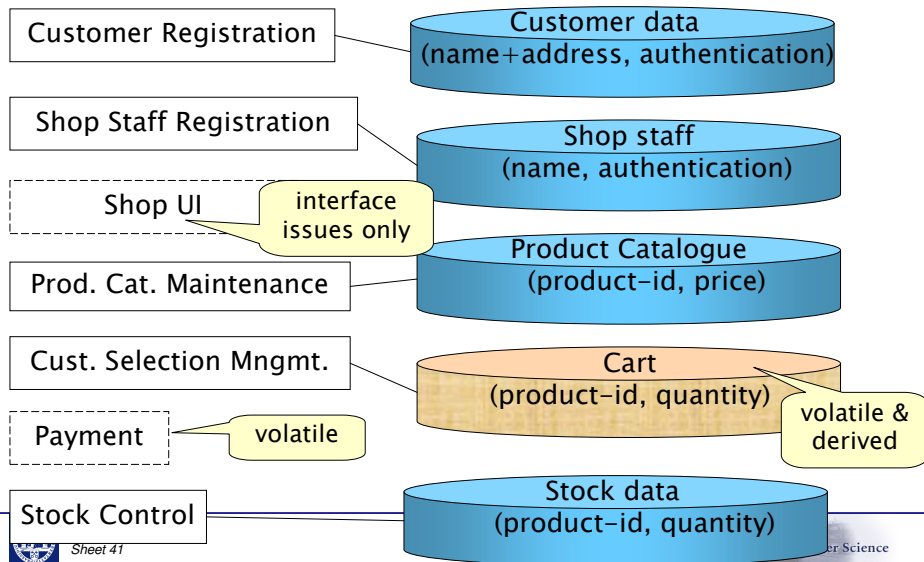 Customer Registration
Customer data
(name+address, authentication)
Shop Staff Registration
Shop staff
(name, authentication)
Shop UI
interface
issues only
Product Catalogue
(product-id, price)
Prod. Cat. Maintenance
Cust. Selection Mngmt.
Cart
(product-id, quantity)
volatile &
derived
Payment
volatile
Stock Control
Stock data
(product-id, quantity)
Sheet 41
Science